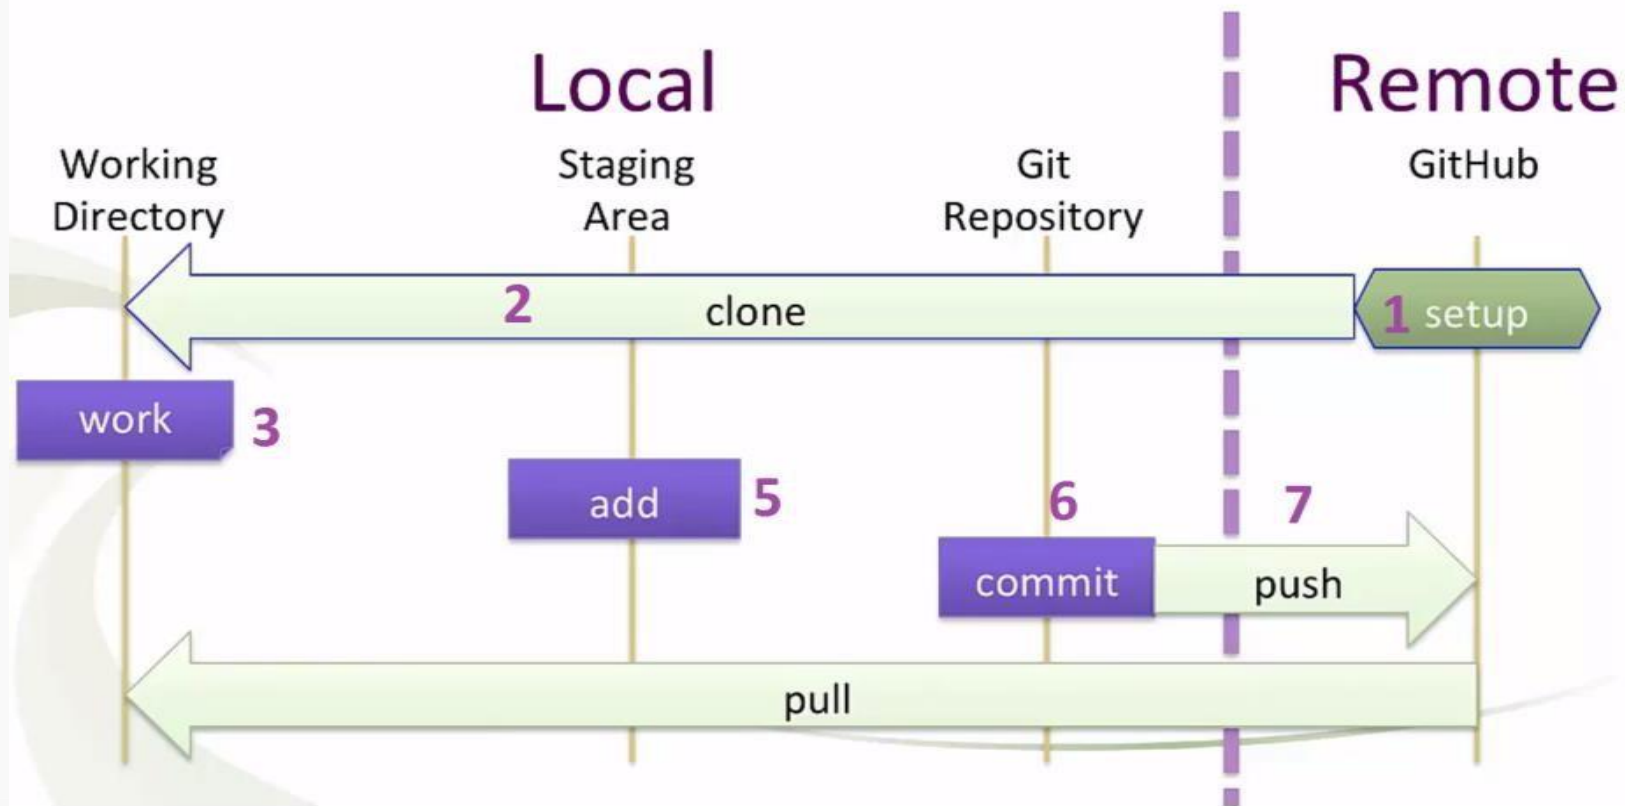 Local
Remote
Working
Directory
Staging
Area
Git
Repository
GitHub
2
clone
1 setup
work
3
add
5
6
7
commit
push
pull